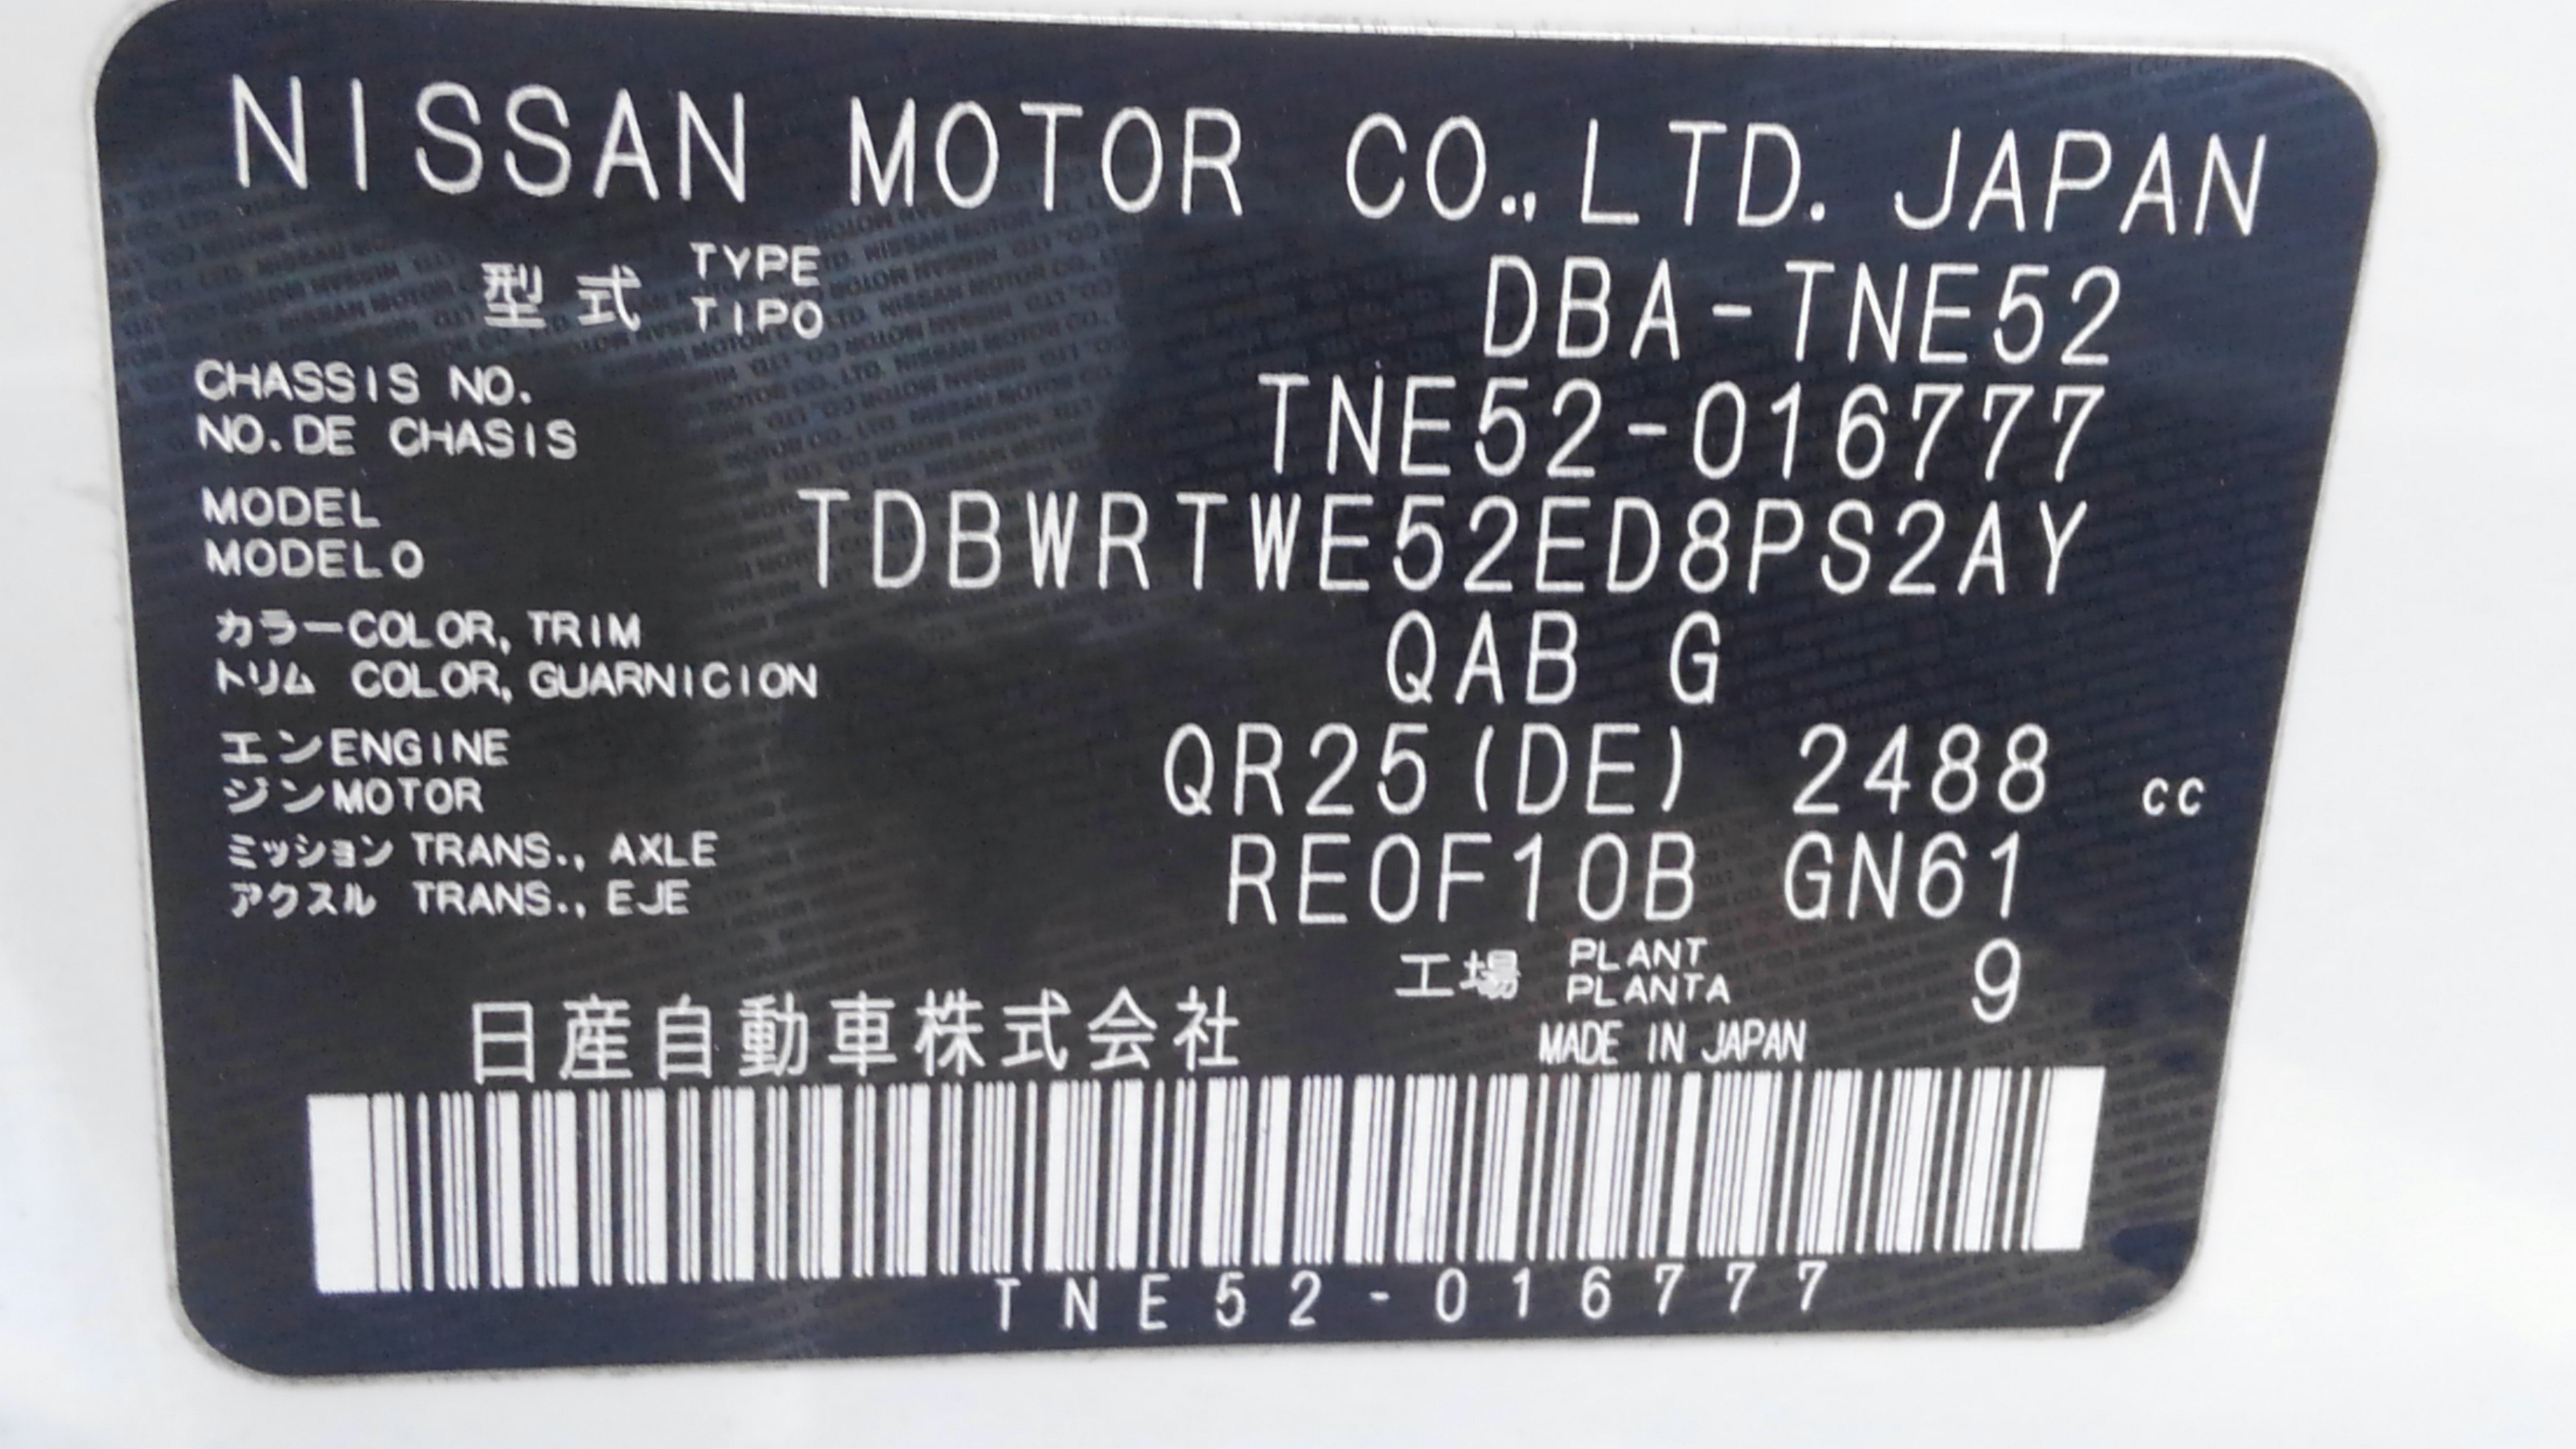 NISSAN MOTOR CO.,LTD. JAPAN
型式 TYPE TIPO DBA-TNE52
CHASSIS NO.
NO.DE CHASIS TNE52-016777
MODEL
MODELO TDBWRTWE52ED8PS2AY
カラーCOLOR, TRIM
トリム COLOR, GUARNICION QAB G
エンENGINE
ジンMOTOR QR25(DE) 2488 cc
ミッション TRANS., AXLE
アクスル TRANS., EJE RE0F10B GN61
工場 PLANT PLANTA 9
日産自動車株式会社 MADE IN JAPAN
TNE52-016777